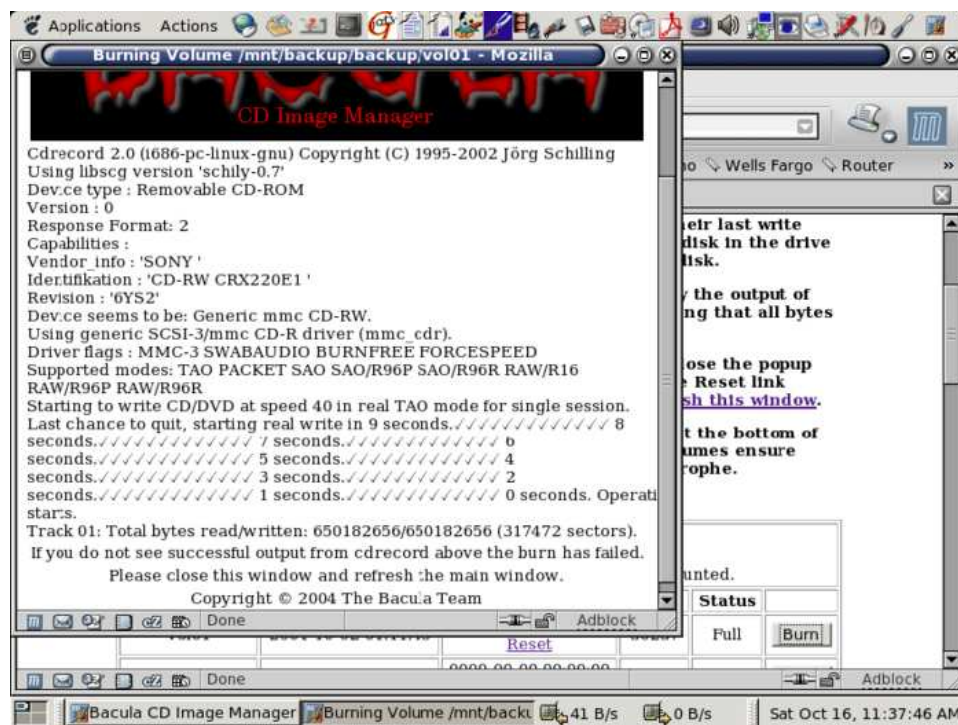 Applications Actions
Burning Volume /mnt/backup/backup/vol01 - Mozilla
CD Image Manager
Cdrecord 2.0 (i686-pc-linux-gnu) Copyright (C) 1995-2002 Jörg Schilling
Using libscg version 'schily-0.7'
Device type : Removable CD-ROM
Version : 0
Response Format: 2
Capabilities :
Vendor_info : 'SONY '
Identifikation : 'CD-RW CRX220E1 '
Revision : '6YS2'
Device seems to be: Generic mmc CD-RW.
Using generic SCSI-3/mmc CD-R driver (mmc_cdr).
Driver flags : MMC-3 SWABAUDIO BURNFREE FORCESPEED
Supported modes: TAO PACKET SAO SAO/R96P SAO/R96R RAW/R16
RAW/R96P RAW/R96R
Starting to write CD/DVD at speed 40 in real TAO mode for single session.
Last chance to quit, starting real write in 9 seconds.✓✓✓✓✓✓✓✓✓✓✓✓✓ 8
seconds.✓✓✓✓✓✓✓✓✓✓✓✓✓ 7 seconds.✓✓✓✓✓✓✓✓✓✓✓✓✓ 6
seconds.✓✓✓✓✓✓✓✓✓✓✓✓✓ 5 seconds.✓✓✓✓✓✓✓✓✓✓✓✓✓ 4
seconds.✓✓✓✓✓✓✓✓✓✓✓✓✓ 3 seconds.✓✓✓✓✓✓✓✓✓✓✓✓✓ 2
seconds.✓✓✓✓✓✓✓✓✓✓✓✓✓ 1 seconds.✓✓✓✓✓✓✓✓✓✓✓✓✓ 0 seconds. Operati
starts.
Track 01: Total bytes read/written: 650182656/650182656 (317472 sectors).
If you do not see successful output from cdrecord above the burn has failed.
Please close this window and refresh the main window.
Copyright © 2004 The Bacula Team
Done Adblock
Wells Fargo Router »
eir last write
disk in the drive
lisk.
the output of
ng that all bytes
ose the popup
e Reset link
sh this window.
t the bottom of
umes ensure
rophe.
unted.
Status
Reset Full Burn
Done Adblock
Bacula CD Image Manager Burning Volume /mnt/backu 41 B/s 0 B/s Sat Oct 16, 11:37:46 AM